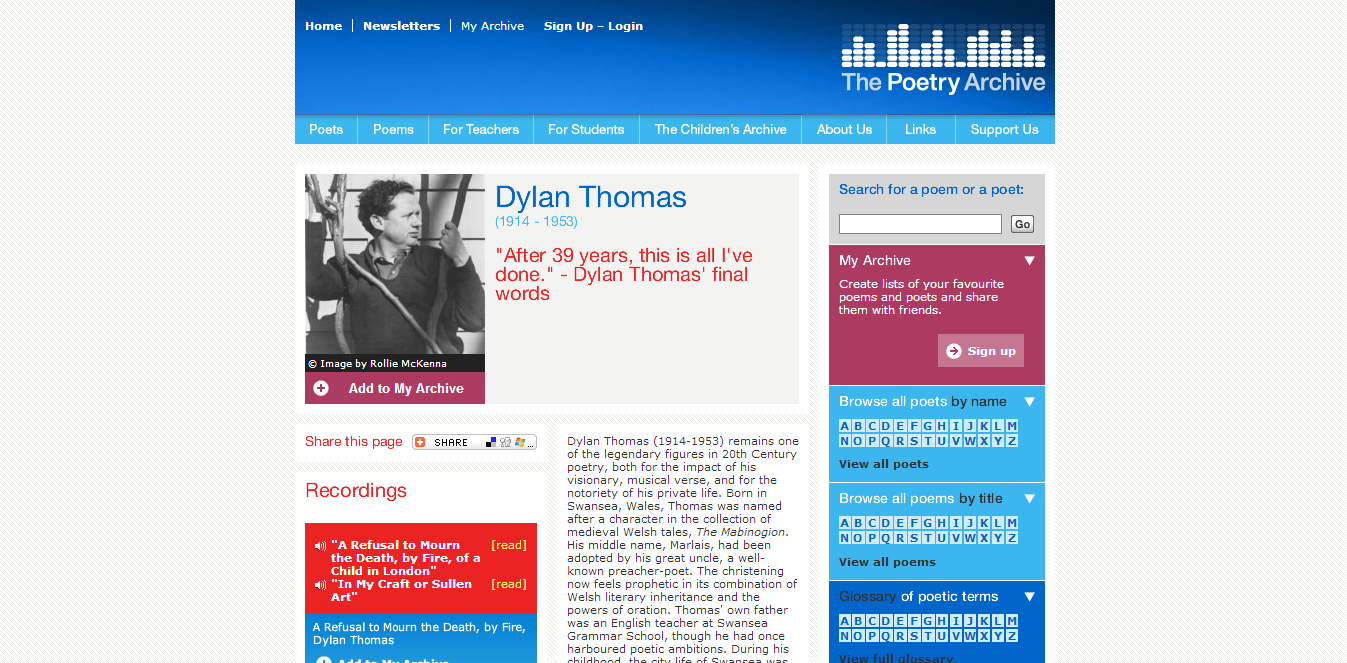 Home Newsletters My Archive Sign Up – Login
The Poetry Archive
Poets Poems For Teachers For Students The Children's Archive About Us Links Support Us
Dylan Thomas
(1914 - 1953)
"After 39 years, this is all I've
done." - Dylan Thomas' final
words
© Image by Rollie McKenna
Add to My Archive
Share this page SHARE ...
Recordings
"A Refusal to Mourn [read]
the Death, by Fire, of a
Child in London"
"In My Craft or Sullen [read]
Art"
A Refusal to Mourn the Death, by Fire,
Dylan Thomas
Add to My Archive
Dylan Thomas (1914-1953) remains one
of the legendary figures in 20th Century
poetry, both for the impact of his
visionary, musical verse, and for the
notoriety of his private life. Born in
Swansea, Wales, Thomas was named
after a character in the collection of
medieval Welsh tales, The Mabinogion.
His middle name, Marlais, had been
adopted by his great uncle, a well-
known preacher-poet. The christening
now feels prophetic in its combination of
Welsh literary inheritance and the
powers of oration. Thomas' own father
was an English teacher at Swansea
Grammar School, though he had once
harboured poetic ambitions. During his
childhood, the city life of Swansea was
Search for a poem or a poet:
Go
My Archive
Create lists of your favourite
poems and poets and share
them with friends.
Sign up
Browse all poets by name
A B C D E F G H I J K L M
N O P Q R S T U V W X Y Z
View all poets
Browse all poems by title
A B C D E F G H I J K L M
N O P Q R S T U V W X Y Z
View all poems
Glossary of poetic terms
A B C D E F G H I J K L M
N O P Q R S T U V W X Y Z
View full glossary